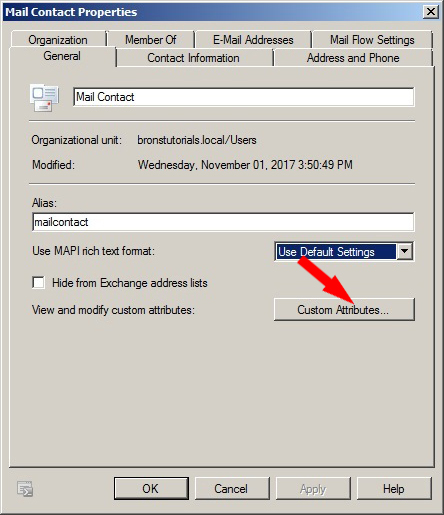 Mail Contact Properties
Organization Member Of E-Mail Addresses Mail Flow Settings
General Contact Information Address and Phone
Mail Contact
Organizational unit: bronstutorials.local/Users
Modified: Wednesday, November 01, 2017 3:50:49 PM
Alias:
mailcontact
Use MAPI rich text format: Use Default Settings
Hide from Exchange address lists
View and modify custom attributes: Custom Attributes...
OK Cancel Apply Help